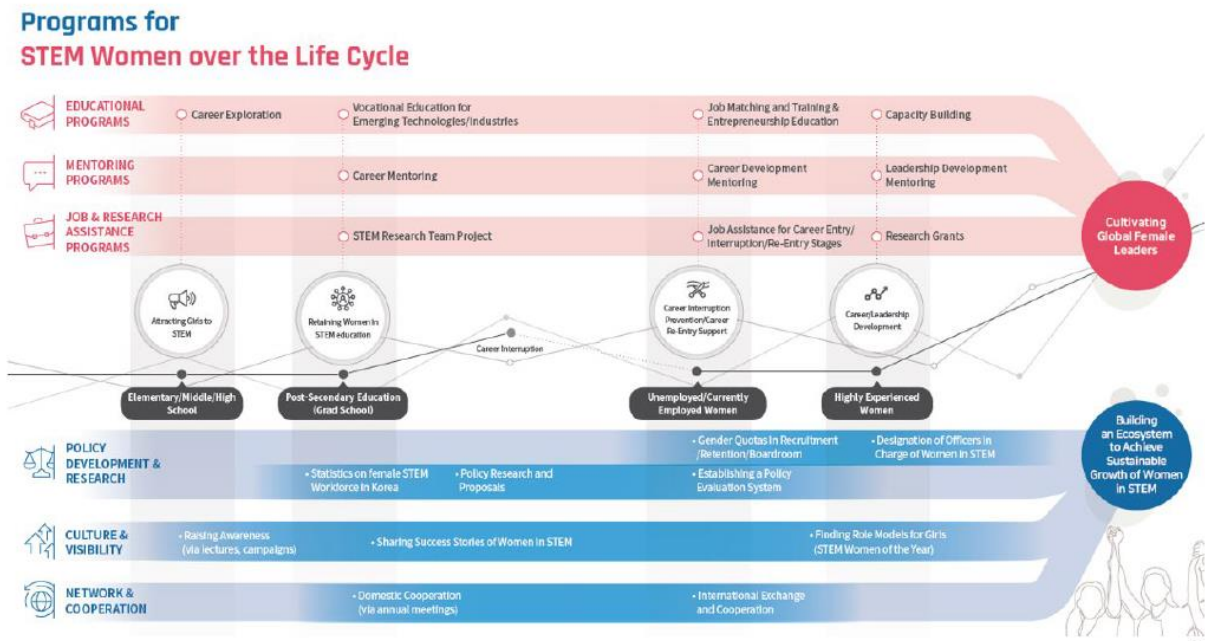 Programs for
STEM Women over the Life Cycle
EDUCATIONAL
PROGRAMS
Career Exploration
Vocational Education for
Emerging Technologies/Industries
Job Matching and Training &
Entrepreneurship Education
Capacity Building
MENTORING
PROGRAMS
Career Mentoring
Career Development
Mentoring
Leadership Development
Mentoring
JOB & RESEARCH
ASSISTANCE
PROGRAMS
STEM Research Team Project
Job Assistance for Career Entry/
Interruption/Re-Entry Stages
Research Grants
Cultivating
Global Female
Leaders
Attracting Girls to
STEM
Retaining Women in
STEM education
Career Interruption
Career Interruption
Prevention/Career
Re-Entry Support
Career/Leadership
Development
Elementary/Middle/High
School
Post-Secondary Education
(Grad School)
Unemployed/Currently
Employed Women
Highly Experienced
Women
POLICY
DEVELOPMENT &
RESEARCH
• Gender Quotas in Recruitment
/Retention/Boardroom
• Designation of Officers in
Charge of Women in STEM
• Statistics on female STEM
Workforce in Korea
• Policy Research and
Proposals
• Establishing a Policy
Evaluation System
Building
an Ecosystem
to Achieve
Sustainable
Growth of Women
in STEM
CULTURE &
VISIBILITY
• Raising Awareness
(via lectures, campaigns)
• Sharing Success Stories of Women in STEM
• Finding Role Models for Girls
(STEM Women of the Year)
NETWORK &
COOPERATION
• Domestic Cooperation
(via annual meetings)
• International Exchange
and Cooperation